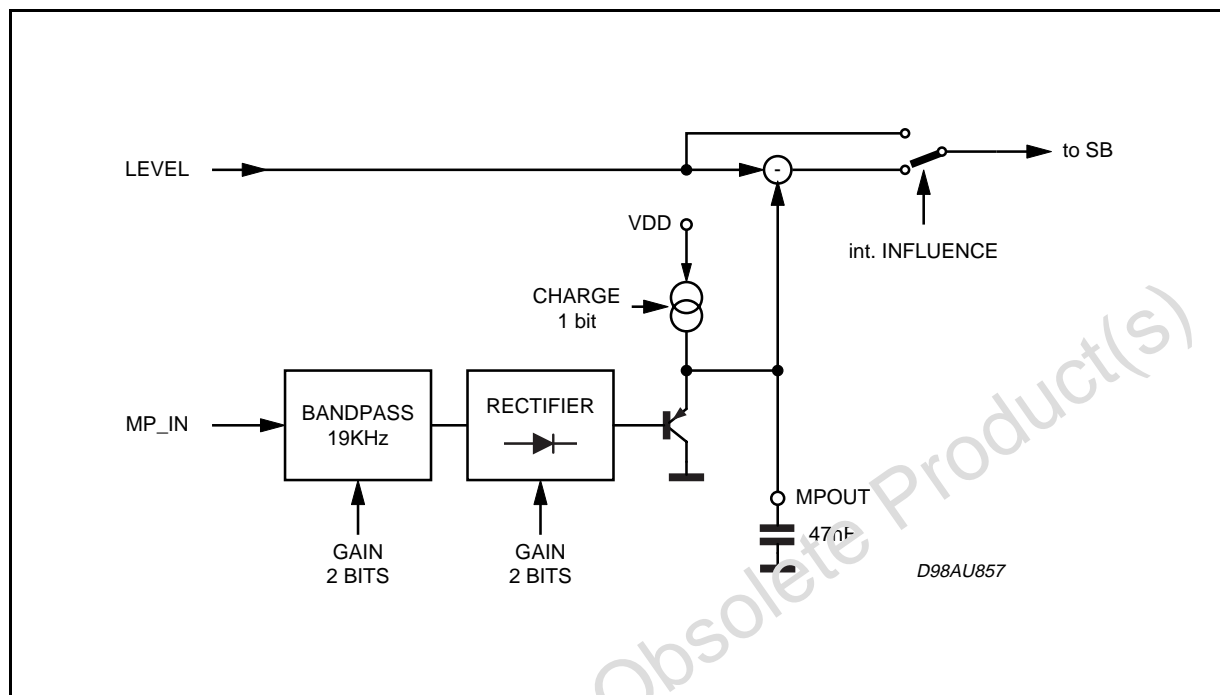 LEVEL
-
to SB
int. INFLUENCE
VDD
CHARGE
1 bit
MP_IN
BANDPASS
19KHz
RECTIFIER
GAIN
2 BITS
GAIN
2 BITS
MPOUT
47nF
D98AU857
Obsolete Product(s)